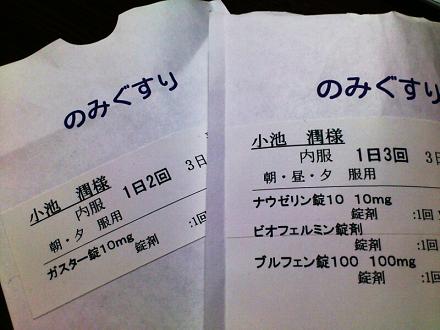 のみぐすり
小池 潤様
内服 1日2回 3日
朝・夕 服用
ガスター錠10mg
錠剤 :1回
のみぐすり
小池 潤様
内服 1日3回 3日
朝・昼・夕 服用
ナウゼリン錠10 10mg
錠剤 :1回
ビオフェルミン錠剤
錠剤 :1回
ブルフェン錠100 100mg
錠剤 :1回